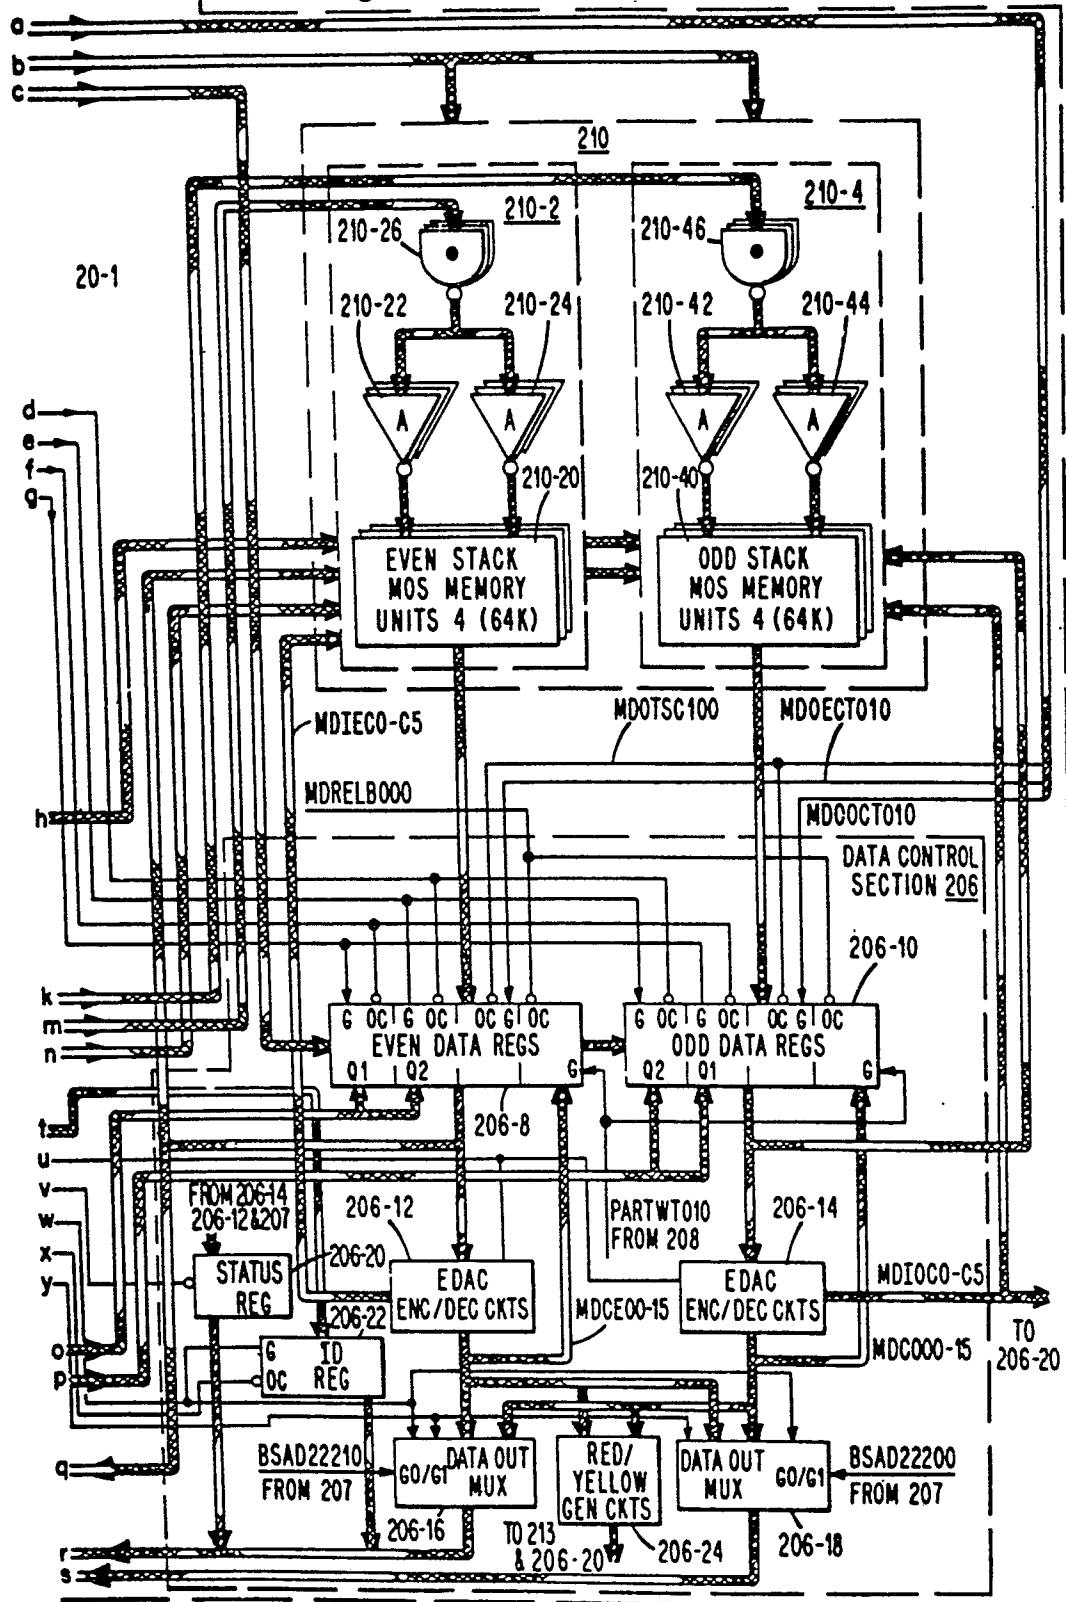 a
b
c
210
210-2
210-4
210-26
210-46
20-1
210-22
210-24
210-42
210-44
A
A
A
A
d
e
f
g
210-20
210-40
EVEN STACK
MOS MEMORY
UNITS 4 (64K)
ODD STACK
MOS MEMORY
UNITS 4 (64K)
MDIEC0-C5
MDOTSC100
MDOECT010
MDRELB000
MDOOCT010
h
DATA CONTROL
SECTION 206
206-10
k
m
n
G OC G OC OC G OC
EVEN DATA REGS
Q1 Q2 G
G OC G OC OC G OC
ODD DATA REGS
Q2 Q1 G
206-8
t
u
v
w
x
y
FROM 206-14
206-12 & 207
206-12
PARTWT010
FROM 208
206-14
STATUS
REG
206-20
EDAC
ENC/DEC CKTS
EDAC
ENC/DEC CKTS
MDIOC0-C5
MDCE00-15
206-22
TO
206-20
G ID
OC REG
MDCO00-15
o
p
q
BSAD22210
FROM 207
G0/G1 DATA OUT
MUX
RED/
YELLOW
GEN CKTS
DATA OUT
MUX G0/G1
BSAD22200
FROM 207
206-16
TO 213
& 206-20
206-24
206-18
r
s